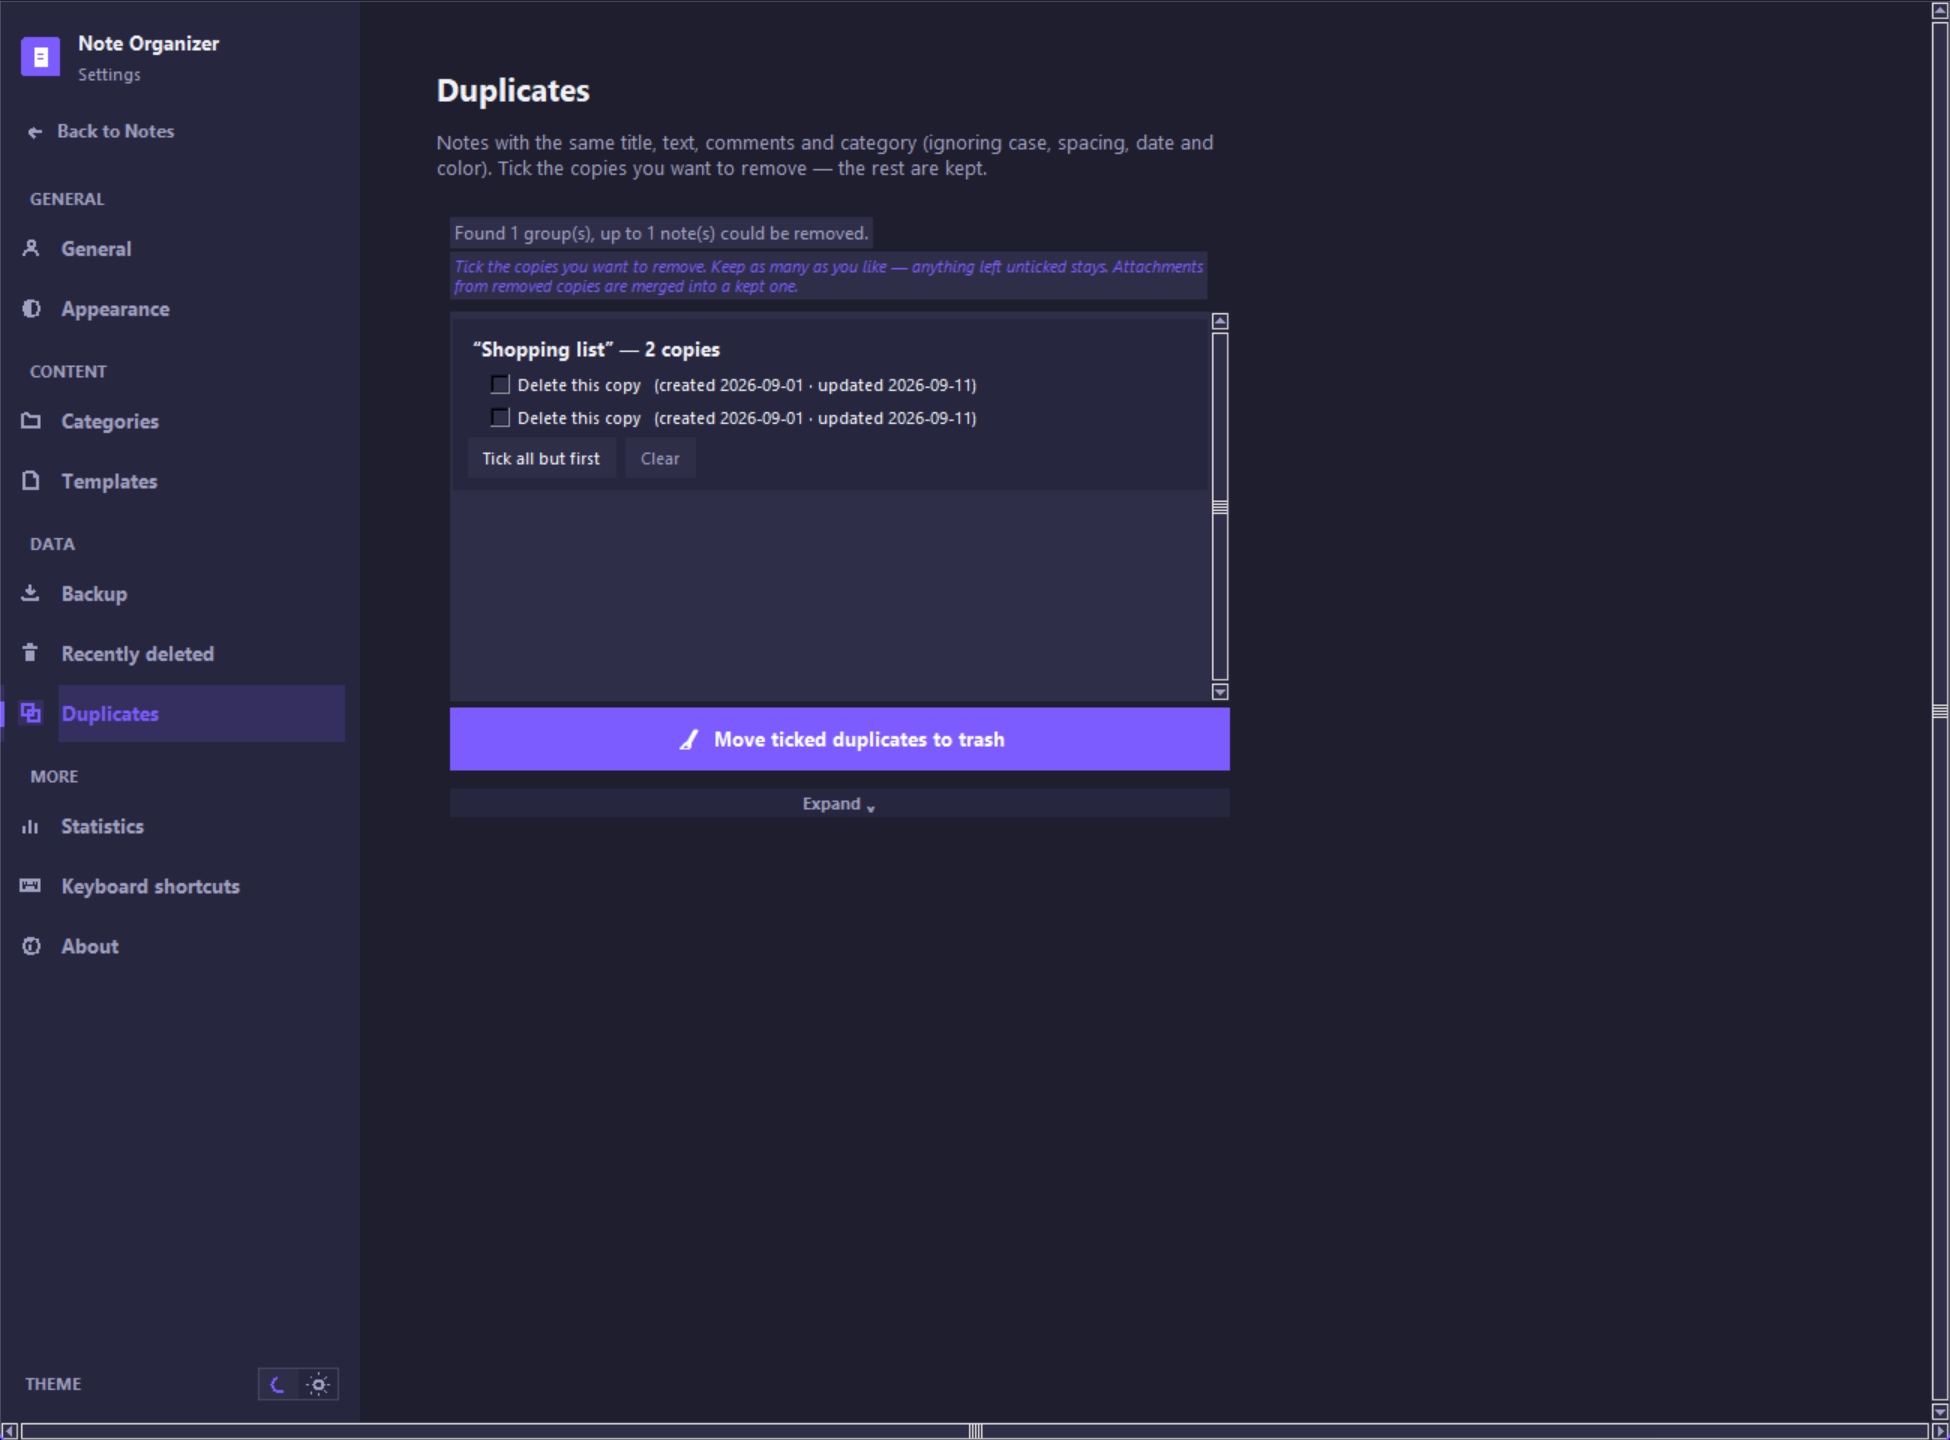 Note Organizer
Settings
Back to Notes
GENERAL
General
Appearance
CONTENT
Categories
Templates
DATA
Backup
Recently deleted
Duplicates
MORE
Statistics
Keyboard shortcuts
About
THEME
Duplicates
Notes with the same title, text, comments and category (ignoring case, spacing, date and
color). Tick the copies you want to remove — the rest are kept.
Found 1 group(s), up to 1 note(s) could be removed.
Tick the copies you want to remove. Keep as many as you like — anything left unticked stays. Attachments
from removed copies are merged into a kept one.
“Shopping list” — 2 copies
Delete this copy (created 2026-09-01 · updated 2026-09-11)
Delete this copy (created 2026-09-01 · updated 2026-09-11)
Tick all but first Clear
Move ticked duplicates to trash
Expand